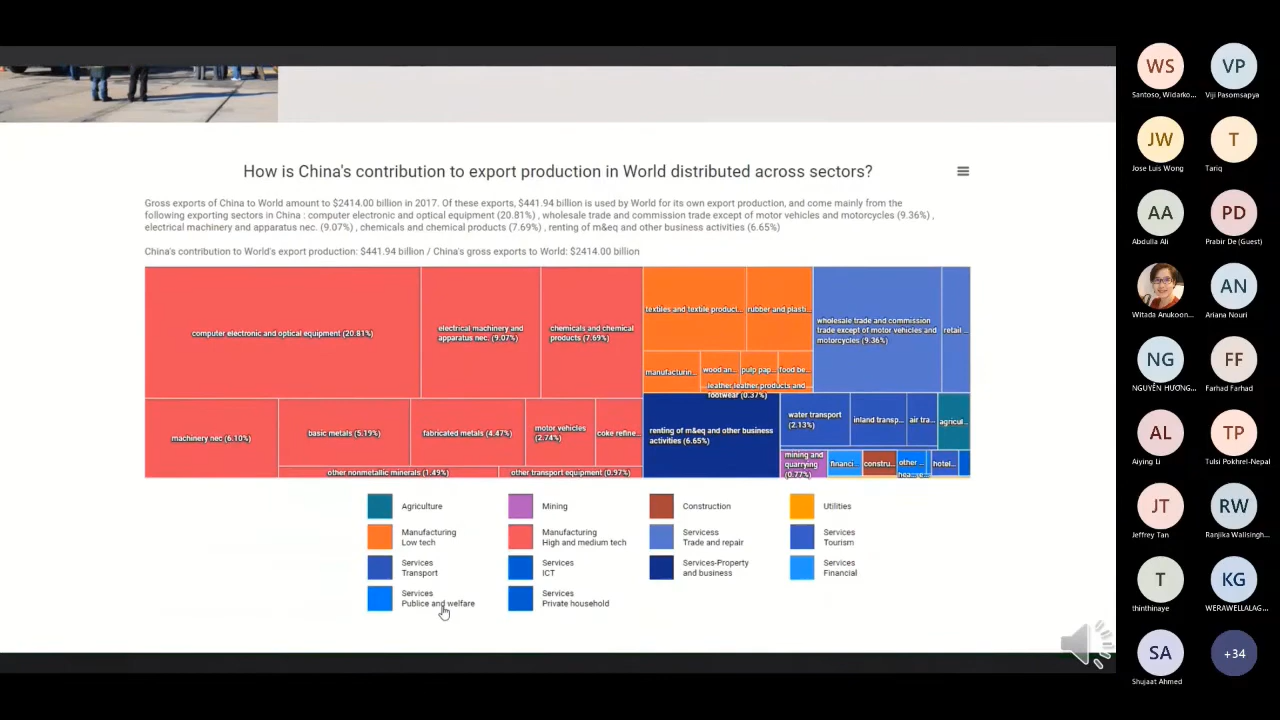 How is China's contribution to export production in World distributed across sectors?
Gross exports of China to World amount to $2414.00 billion in 2017. Of these exports, $441.94 billion is used by World for its own export production, and come mainly from the
following exporting sectors in China : computer electronic and optical equipment (20.81%) , wholesale trade and commission trade except of motor vehicles and motorcycles (9.36%) ,
electrical machinery and apparatus nec. (9.07%) , chemicals and chemical products (7.69%) , renting of m&eq and other business activities (6.65%)
China's contribution to World's export production: $441.94 billion / China's gross exports to World: $2414.00 billion
computer electronic and optical equipment (20.81%)
electrical machinery and
apparatus nec. (9.07%)
chemicals and chemical
products (7.69%)
textiles and textile product...
rubber and plasti...
wholesale trade and commission
trade except of motor vehicles and
motorcycles (9.36%)
retail ...
manufacturin...
wood an...
pulp pap...
food be...
leather leather products and
footwear (0.37%)
machinery nec (6.10%)
basic metals (5.19%)
fabricated metals (4.47%)
motor vehicles
(2.74%)
coke refine...
other nonmetallic minerals (1.49%)
other transport equipment (0.97%)
renting of m&eq and other business
activities (6.65%)
water transport
(2.13%)
inland transp...
air tra...
agricul...
mining and
quarrying
(0.77%)
financi...
constru...
other ...
hotel...
Agriculture
Mining
Construction
Utilities
Manufacturing
Low tech
Manufacturing
High and medium tech
Servicess
Trade and repair
Services
Tourism
Services
Transport
Services
ICT
Services-Property
and business
Services
Financial
Services
Publice and welfare
Services
Private household
WS
Santoso, Widarko...
VP
Viji Pasomsapya
JW
Jose Luis Wong
T
Tariq
AA
Abdulla Ali
PD
Prabir De (Guest)
Witada Anukoon...
AN
Ariana Nouri
NG
NGUYỄN HƯƠNG...
FF
Farhad Farhad
AL
Aiying Li
TP
Tulsi Pokhrel-Nepal
JT
Jeffrey Tan
RW
Ranjika Walisingh...
T
thinthinaye
KG
WERAWELLALAG...
SA
Shujaat Ahmed
+34